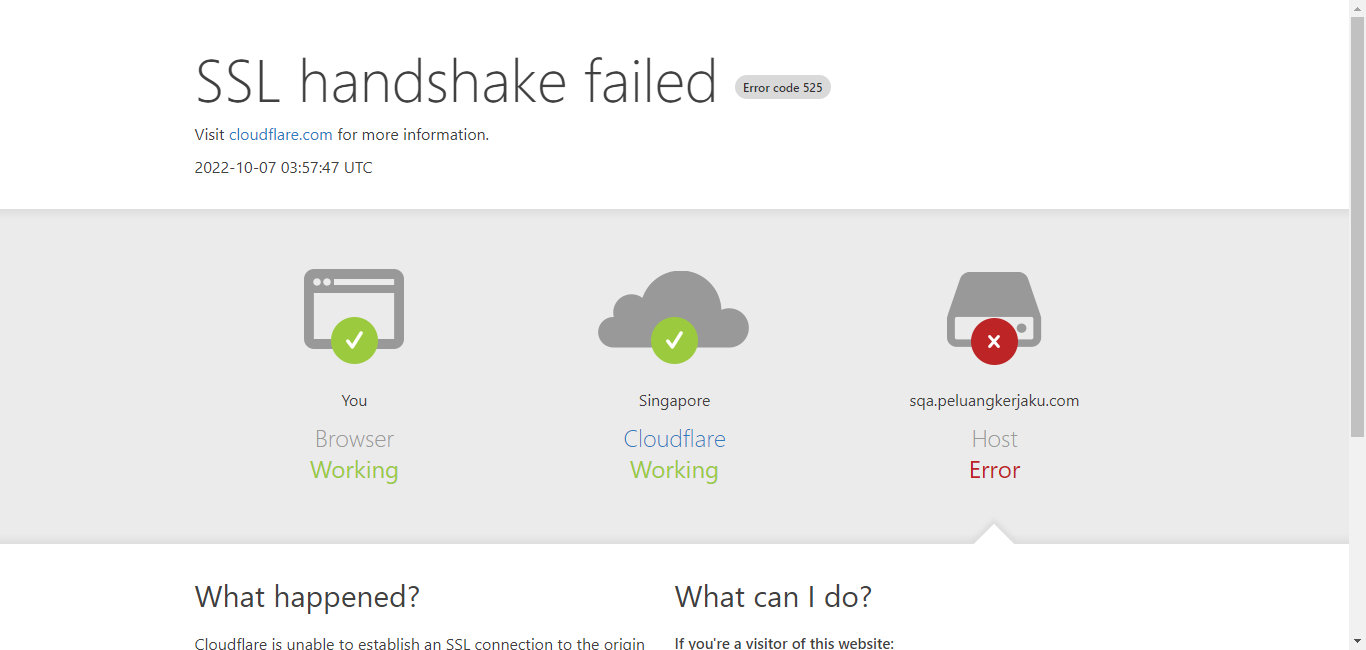 SSL handshake failed Error code 525
Visit cloudflare.com for more information.
2022-10-07 03:57:47 UTC
You
Browser
Working
Singapore
Cloudflare
Working
sqa.peluangkerjaku.com
Host
Error
What happened?
Cloudflare is unable to establish an SSL connection to the origin
What can I do?
If you're a visitor of this website: